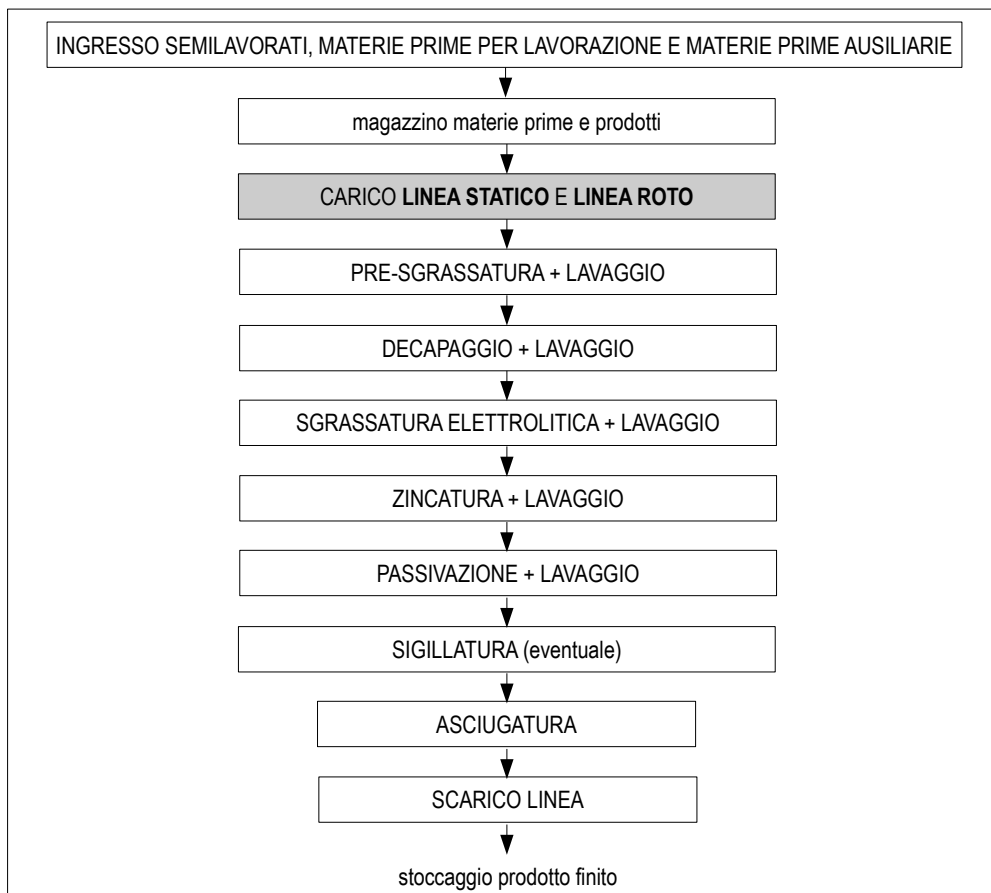 INGRESSO SEMILAVORATI, MATERIE PRIME PER LAVORAZIONE E MATERIE PRIME AUSILIARIE
magazzino materie prime e prodotti
CARICO LINEA STATICO E LINEA ROTO
PRE-SGRASSATURA + LAVAGGIO
DECAPAGGIO + LAVAGGIO
SGRASSATURA ELETTROLITICA + LAVAGGIO
ZINCATURA + LAVAGGIO
PASSIVAZIONE + LAVAGGIO
SIGILLATURA (eventuale)
ASCIUGATURA
SCARICO LINEA
stoccaggio prodotto finito